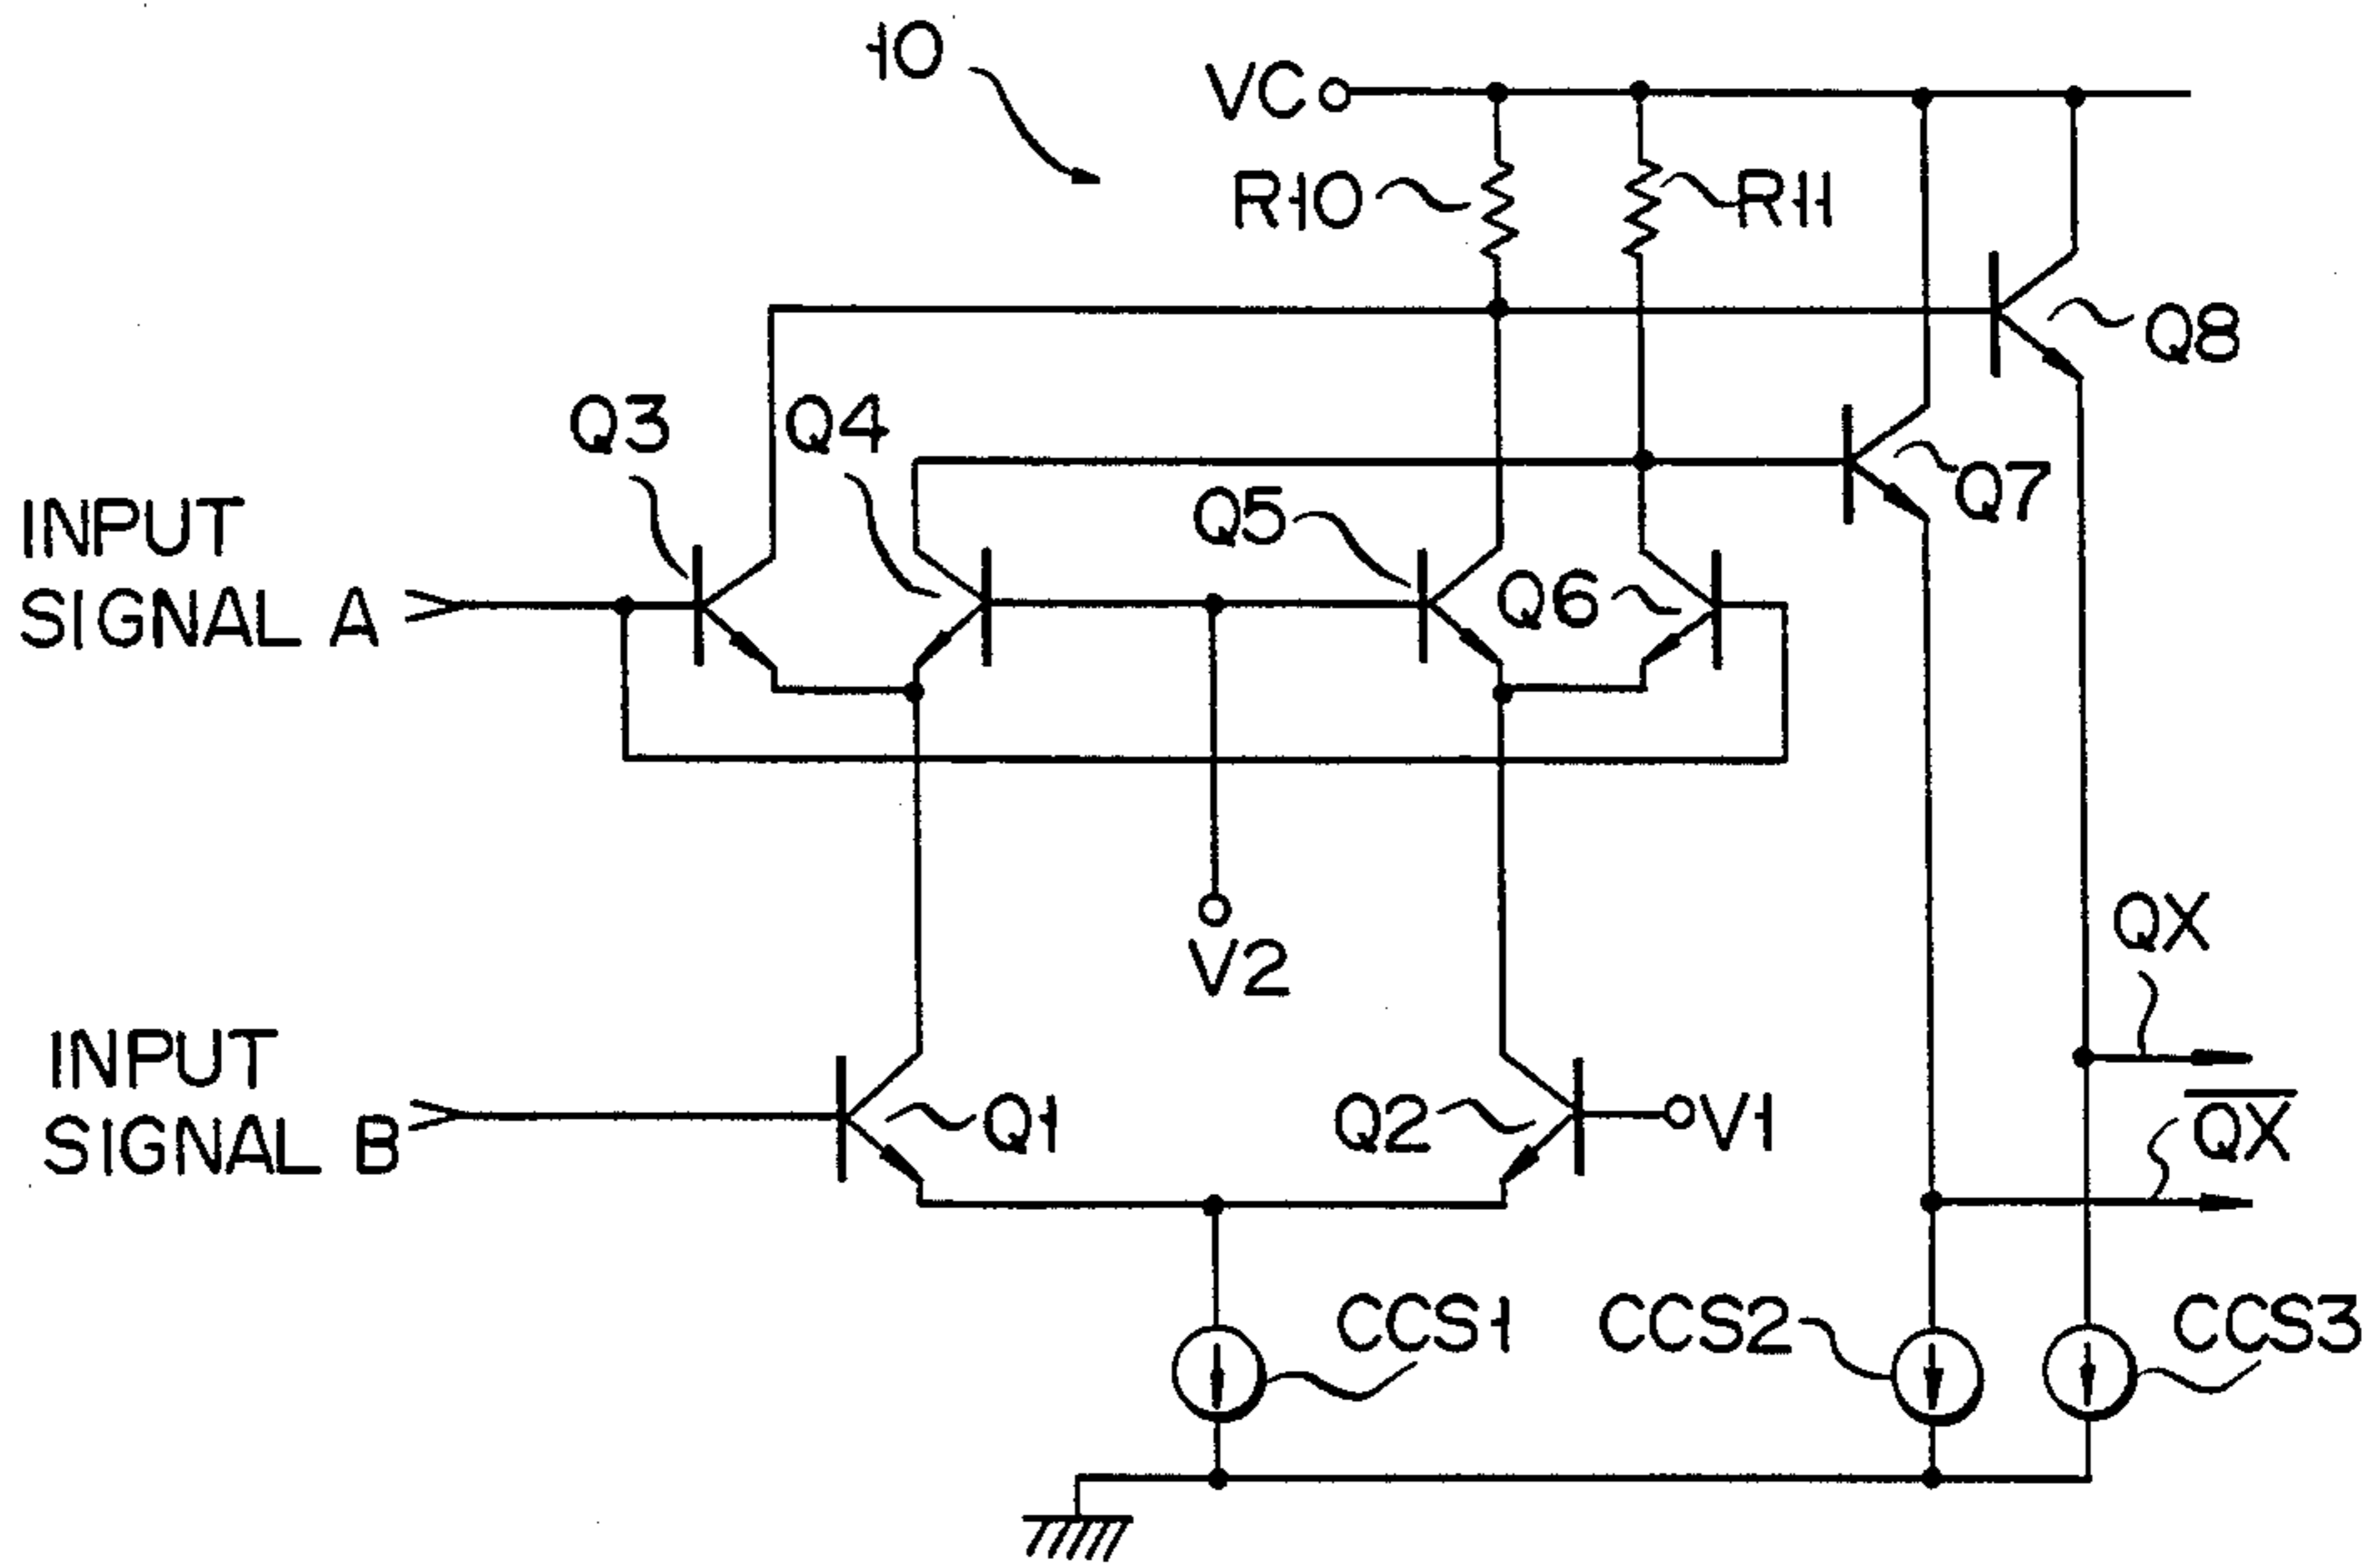 10
VC
R10
R11
Q8
Q3
Q4
Q7
Q5
INPUT
SIGNAL A
Q6
V2
QX
INPUT
SIGNAL B
Q1
Q2
V1
QX̅
CCS1
CCS2
CCS3